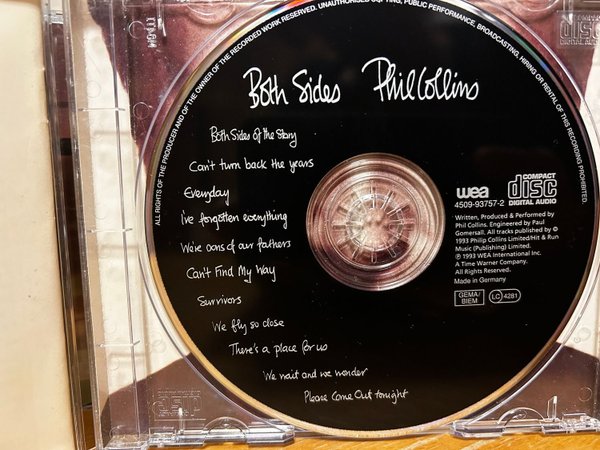 ALL RIGHTS OF THE PRODUCER AND OF THE OWNER OF THE RECORDED WORK RESERVED. UNAUTHORISED COPYING, PUBLIC PERFORMANCE, BROADCASTING, HIRING OR RENTAL OF THIS RECORDING PROHIBITED.
Both Sides Phil Collins
Both Sides of the Story
Can't turn back the years
Everyday
I've forgotten everything
We're sons of our fathers
Can't Find My Way
Survivors
We fly so close
There's a place for us
We wait and we wonder
Please Come Out tonight
wea
COMPACT
disc
DIGITAL AUDIO
4509-93757-2
Written, Produced & Performed by
Phil Collins. Engineered by Paul
Gomersall. All tracks published by ©
1993 Philip Collins Limited/Hit & Run
Music (Publishing) Limited.
℗ 1993 WEA International Inc.
A Time Warner Company.
All Rights Reserved.
Made in Germany
GEMA/
BIEM
LC 4281
DIGITAL AUDIO